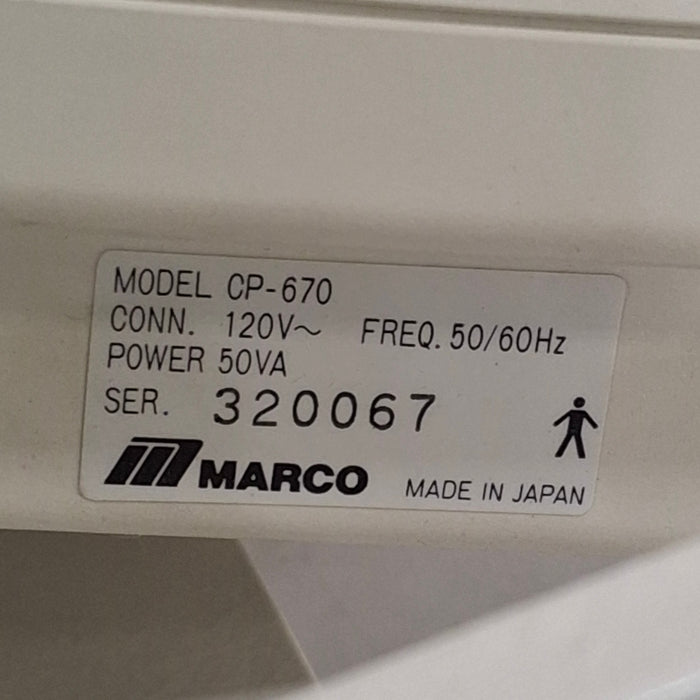 MODEL CP-670
CONN. 120V~ FREQ. 50/60Hz
POWER 50VA
SER. 320067
MARCO MADE IN JAPAN